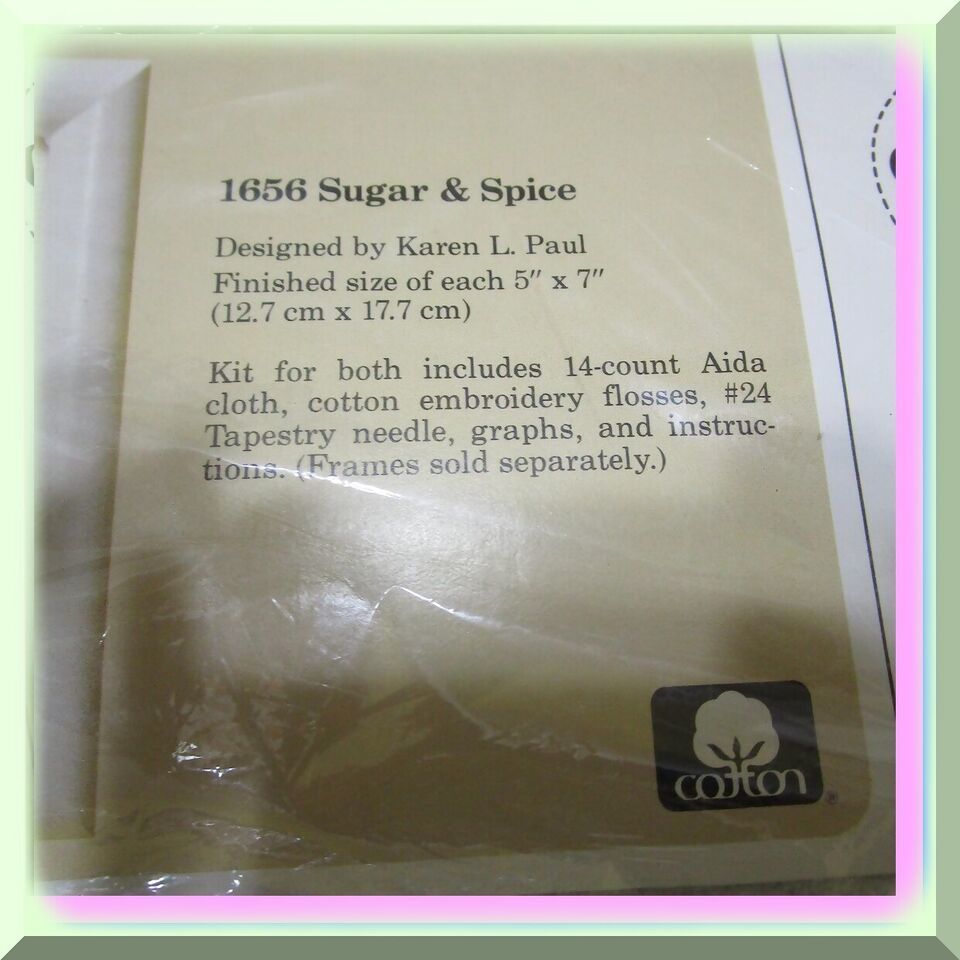 1656 Sugar & Spice
Designed by Karen L. Paul
Finished size of each 5″ x 7″
(12.7 cm x 17.7 cm)
Kit for both includes 14-count Aida
cloth, cotton embroidery flosses, #24
Tapestry needle, graphs, and instruc-
tions. (Frames sold separately.)
cotton ®